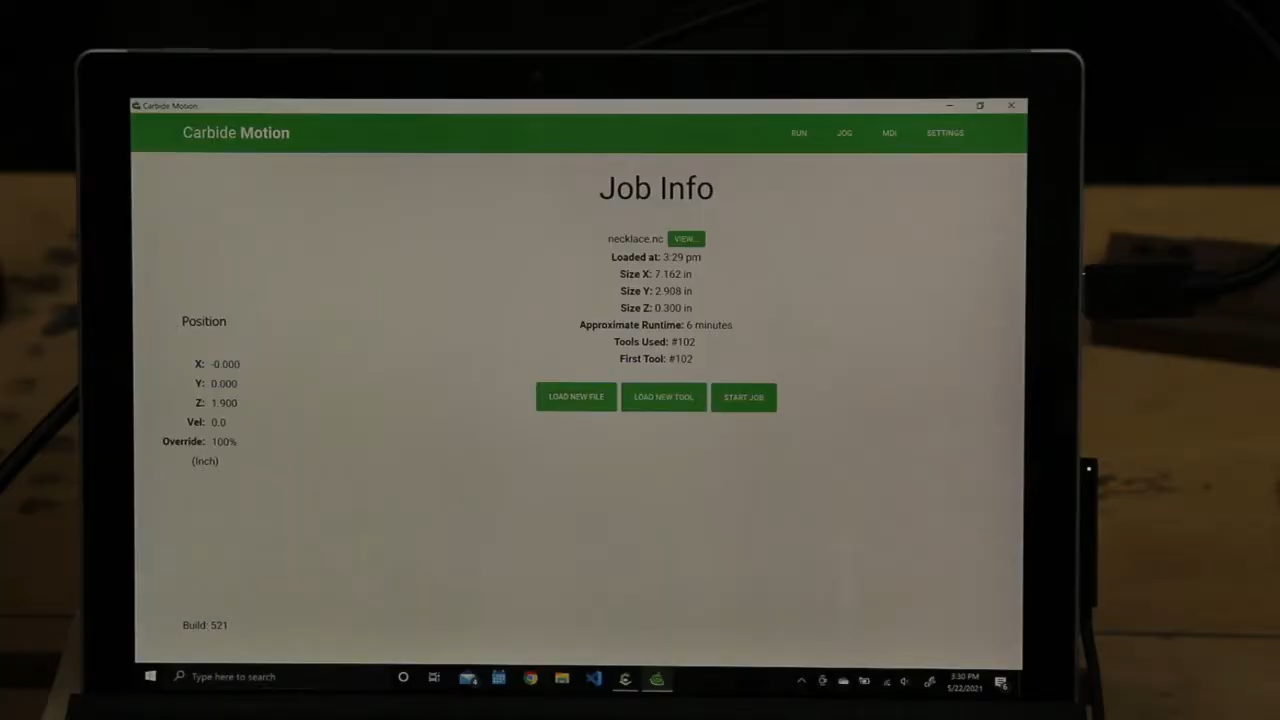 Carbide Motion
Carbide Motion
RUN JOG MDI SETTINGS
Job Info
necklace.nc VIEW...
Loaded at: 3:29 pm
Size X: 7.162 in
Size Y: 2.908 in
Size Z: 0.300 in
Approximate Runtime: 6 minutes
Tools Used: #102
First Tool: #102
LOAD NEW FILE LOAD NEW TOOL START JOB
Position
X: -0.000
Y: 0.000
Z: 1.900
Vel: 0.0
Override: 100%
(Inch)
Build: 521
Type here to search
3:30 PM
5/22/2021